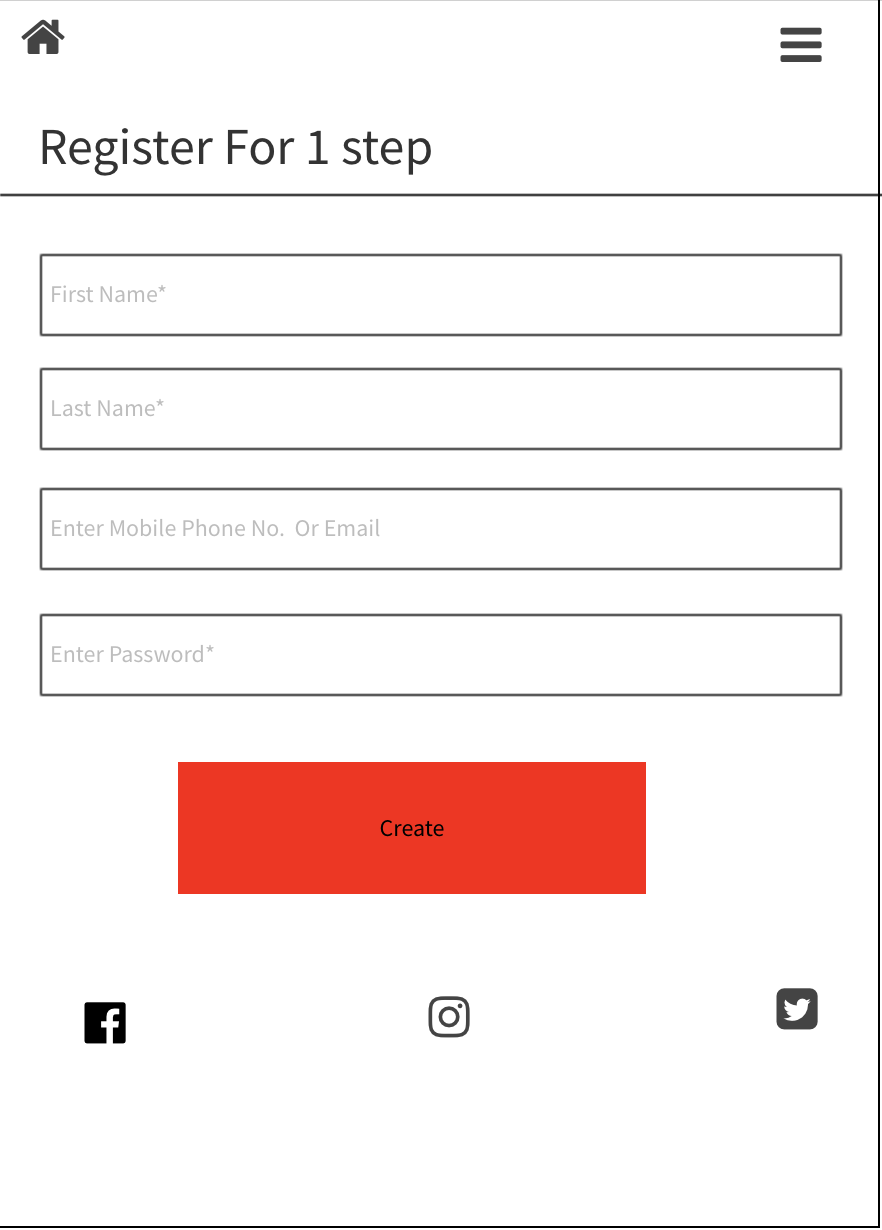 Register For 1 step
First Name*
Last Name*
Enter Mobile Phone No.  Or Email
Enter Password*
Create